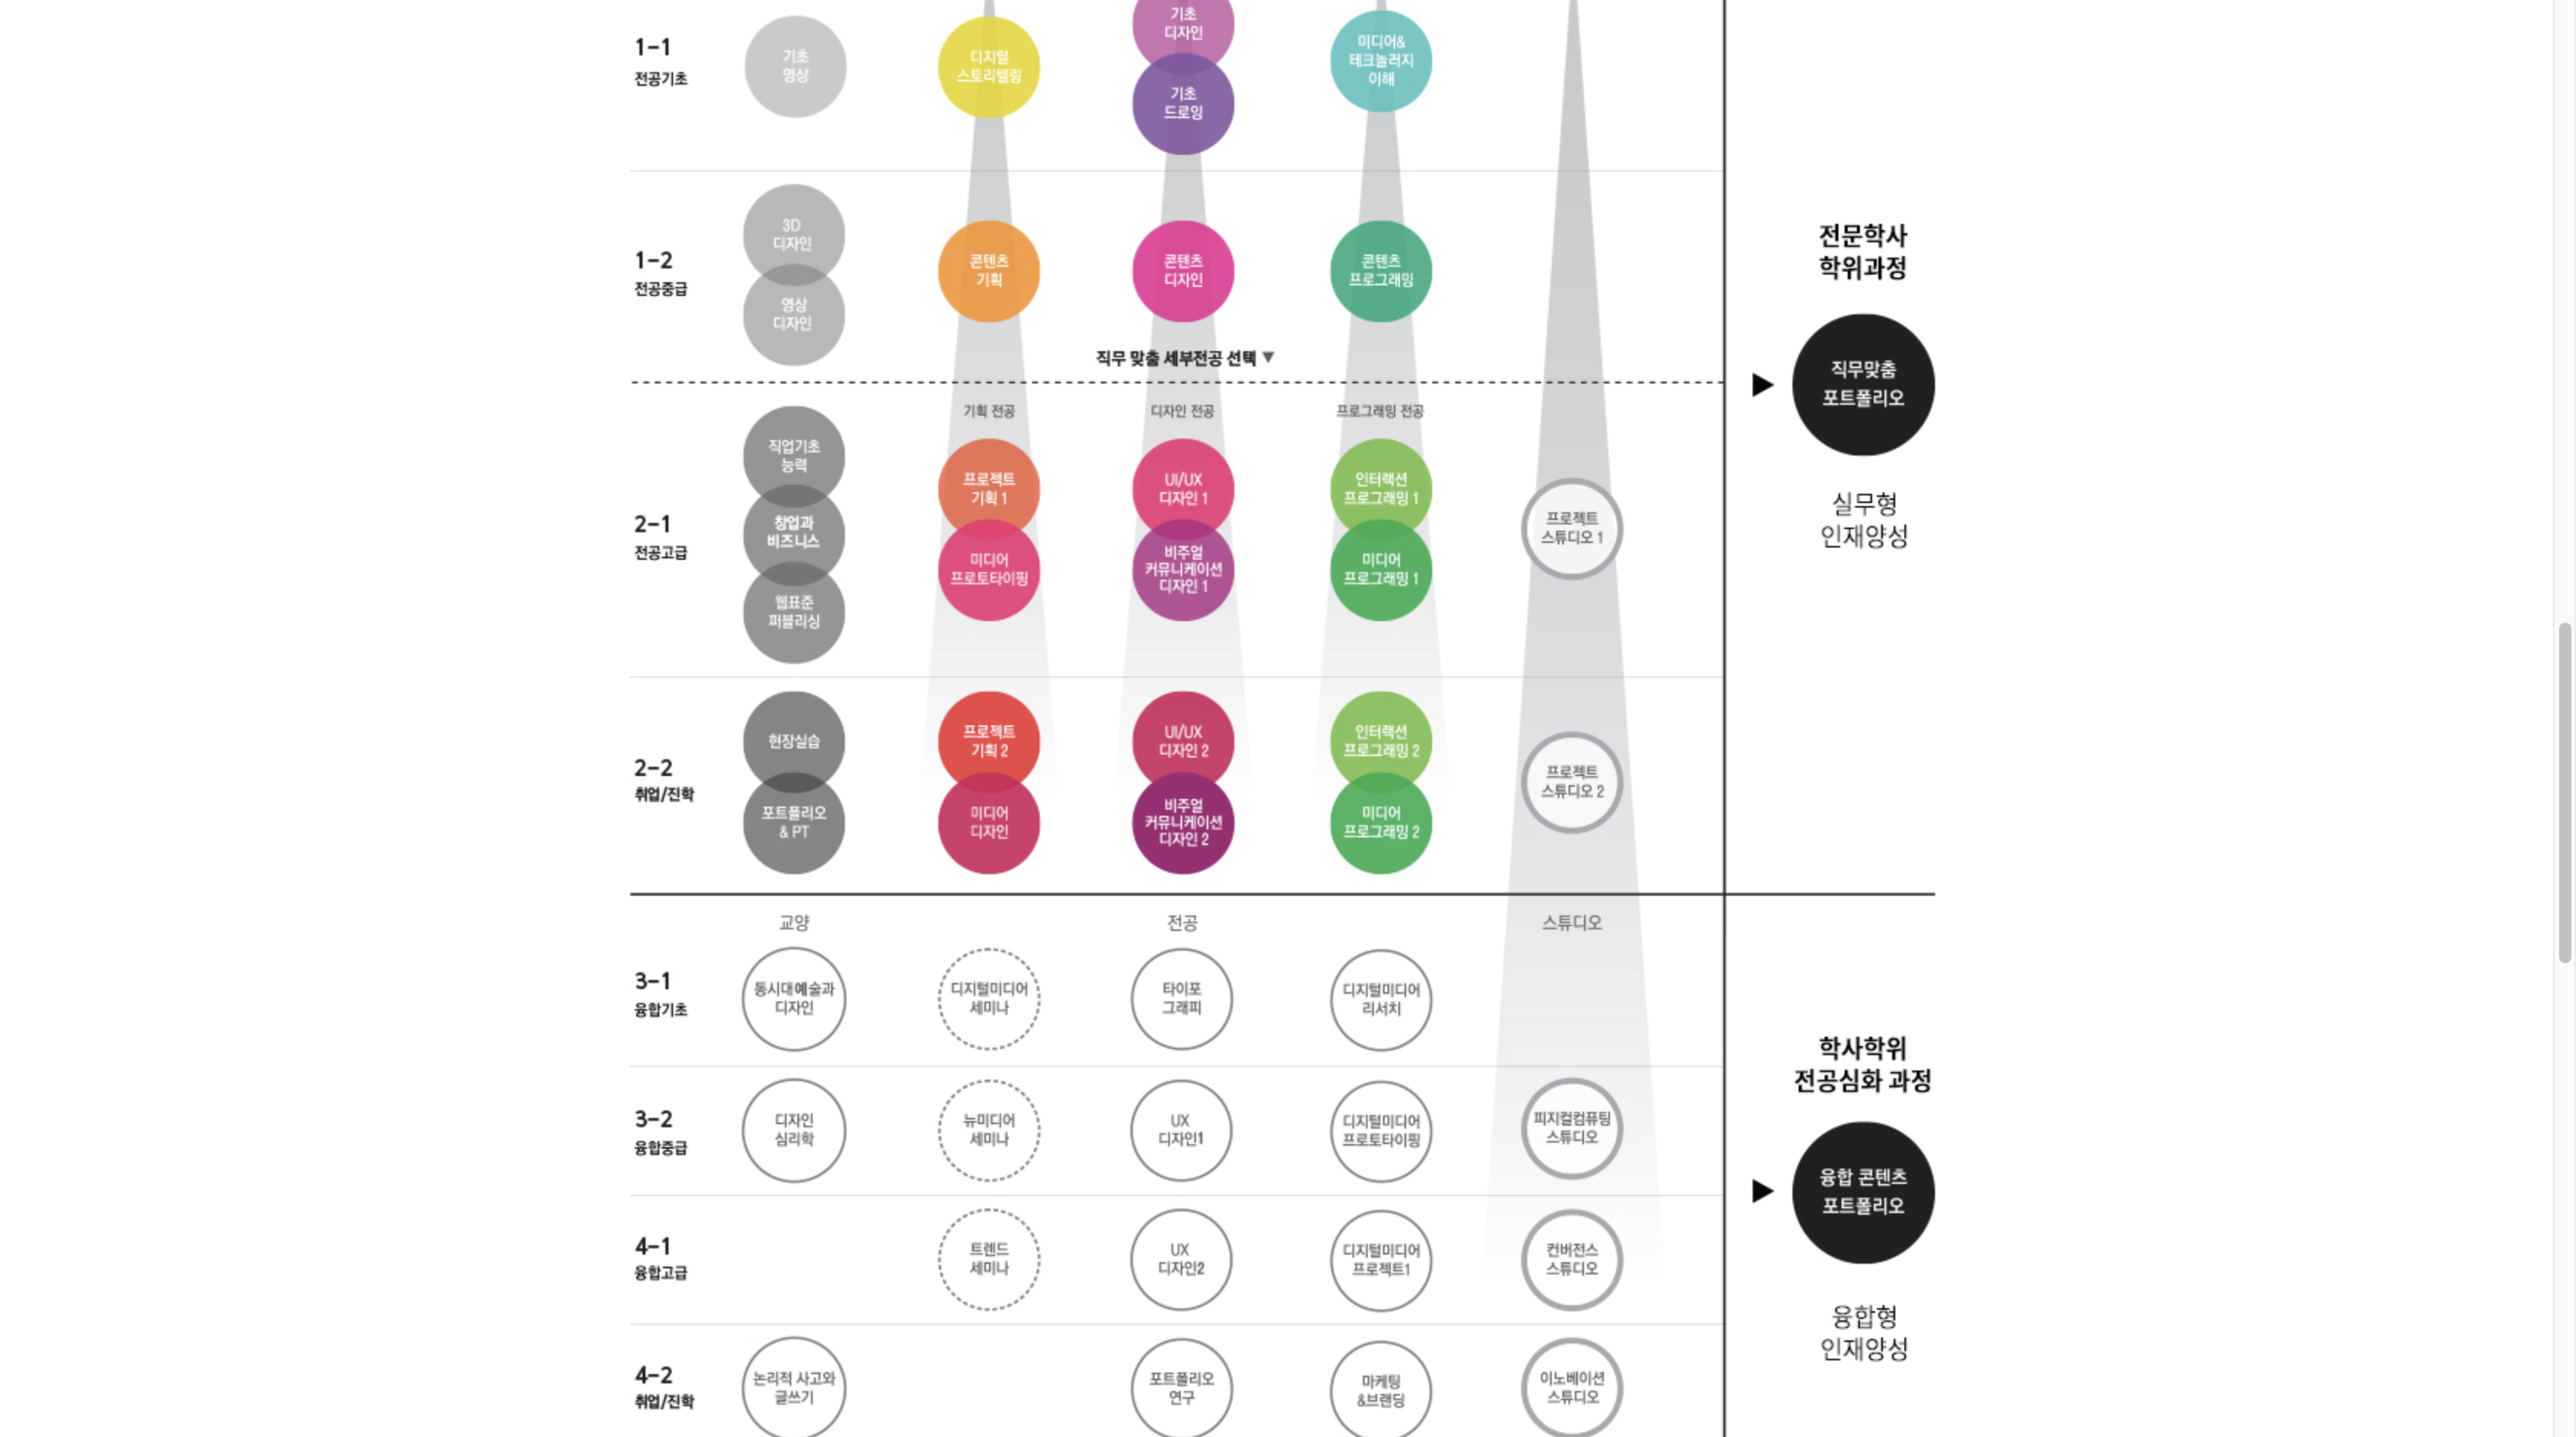 1-1
전공기초
기초
영상
디지털
스토리텔링
기초
디자인
기초
드로잉
미디어&
테크놀러지
이해
1-2
전공중급
3D
디자인
영상
디자인
콘텐츠
기획
콘텐츠
디자인
콘텐츠
프로그래밍
직무 맞춤 세부전공 선택 ▼
전문학사
학위과정
직무맞춤
포트폴리오
실무형
인재양성
기획 전공
디자인 전공
프로그래밍 전공
2-1
전공고급
직업기초
능력
창업과
비즈니스
웹표준
퍼블리싱
프로젝트
기획 1
미디어
프로토타이핑
UI/UX
디자인 1
비주얼
커뮤니케이션
디자인 1
인터랙션
프로그래밍 1
미디어
프로그래밍 1
프로젝트
스튜디오 1
2-2
취업/진학
현장실습
포트폴리오
& PT
프로젝트
기획 2
미디어
디자인
UI/UX
디자인 2
비주얼
커뮤니케이션
디자인 2
인터랙션
프로그래밍 2
미디어
프로그래밍 2
프로젝트
스튜디오 2
교양
전공
스튜디오
3-1
융합기초
동시대예술과
디자인
디지털미디어
세미나
타이포
그래피
디지털미디어
리서치
3-2
융합중급
디자인
심리학
뉴미디어
세미나
UX
디자인1
디지털미디어
프로토타이핑
피지컬컴퓨팅
스튜디오
학사학위
전공심화 과정
융합 콘텐츠
포트폴리오
융합형
인재양성
4-1
융합고급
트렌드
세미나
UX
디자인2
디지털미디어
프로젝트1
컨버전스
스튜디오
4-2
취업/진학
논리적 사고와
글쓰기
포트폴리오
연구
마케팅
&브랜딩
이노베이션
스튜디오